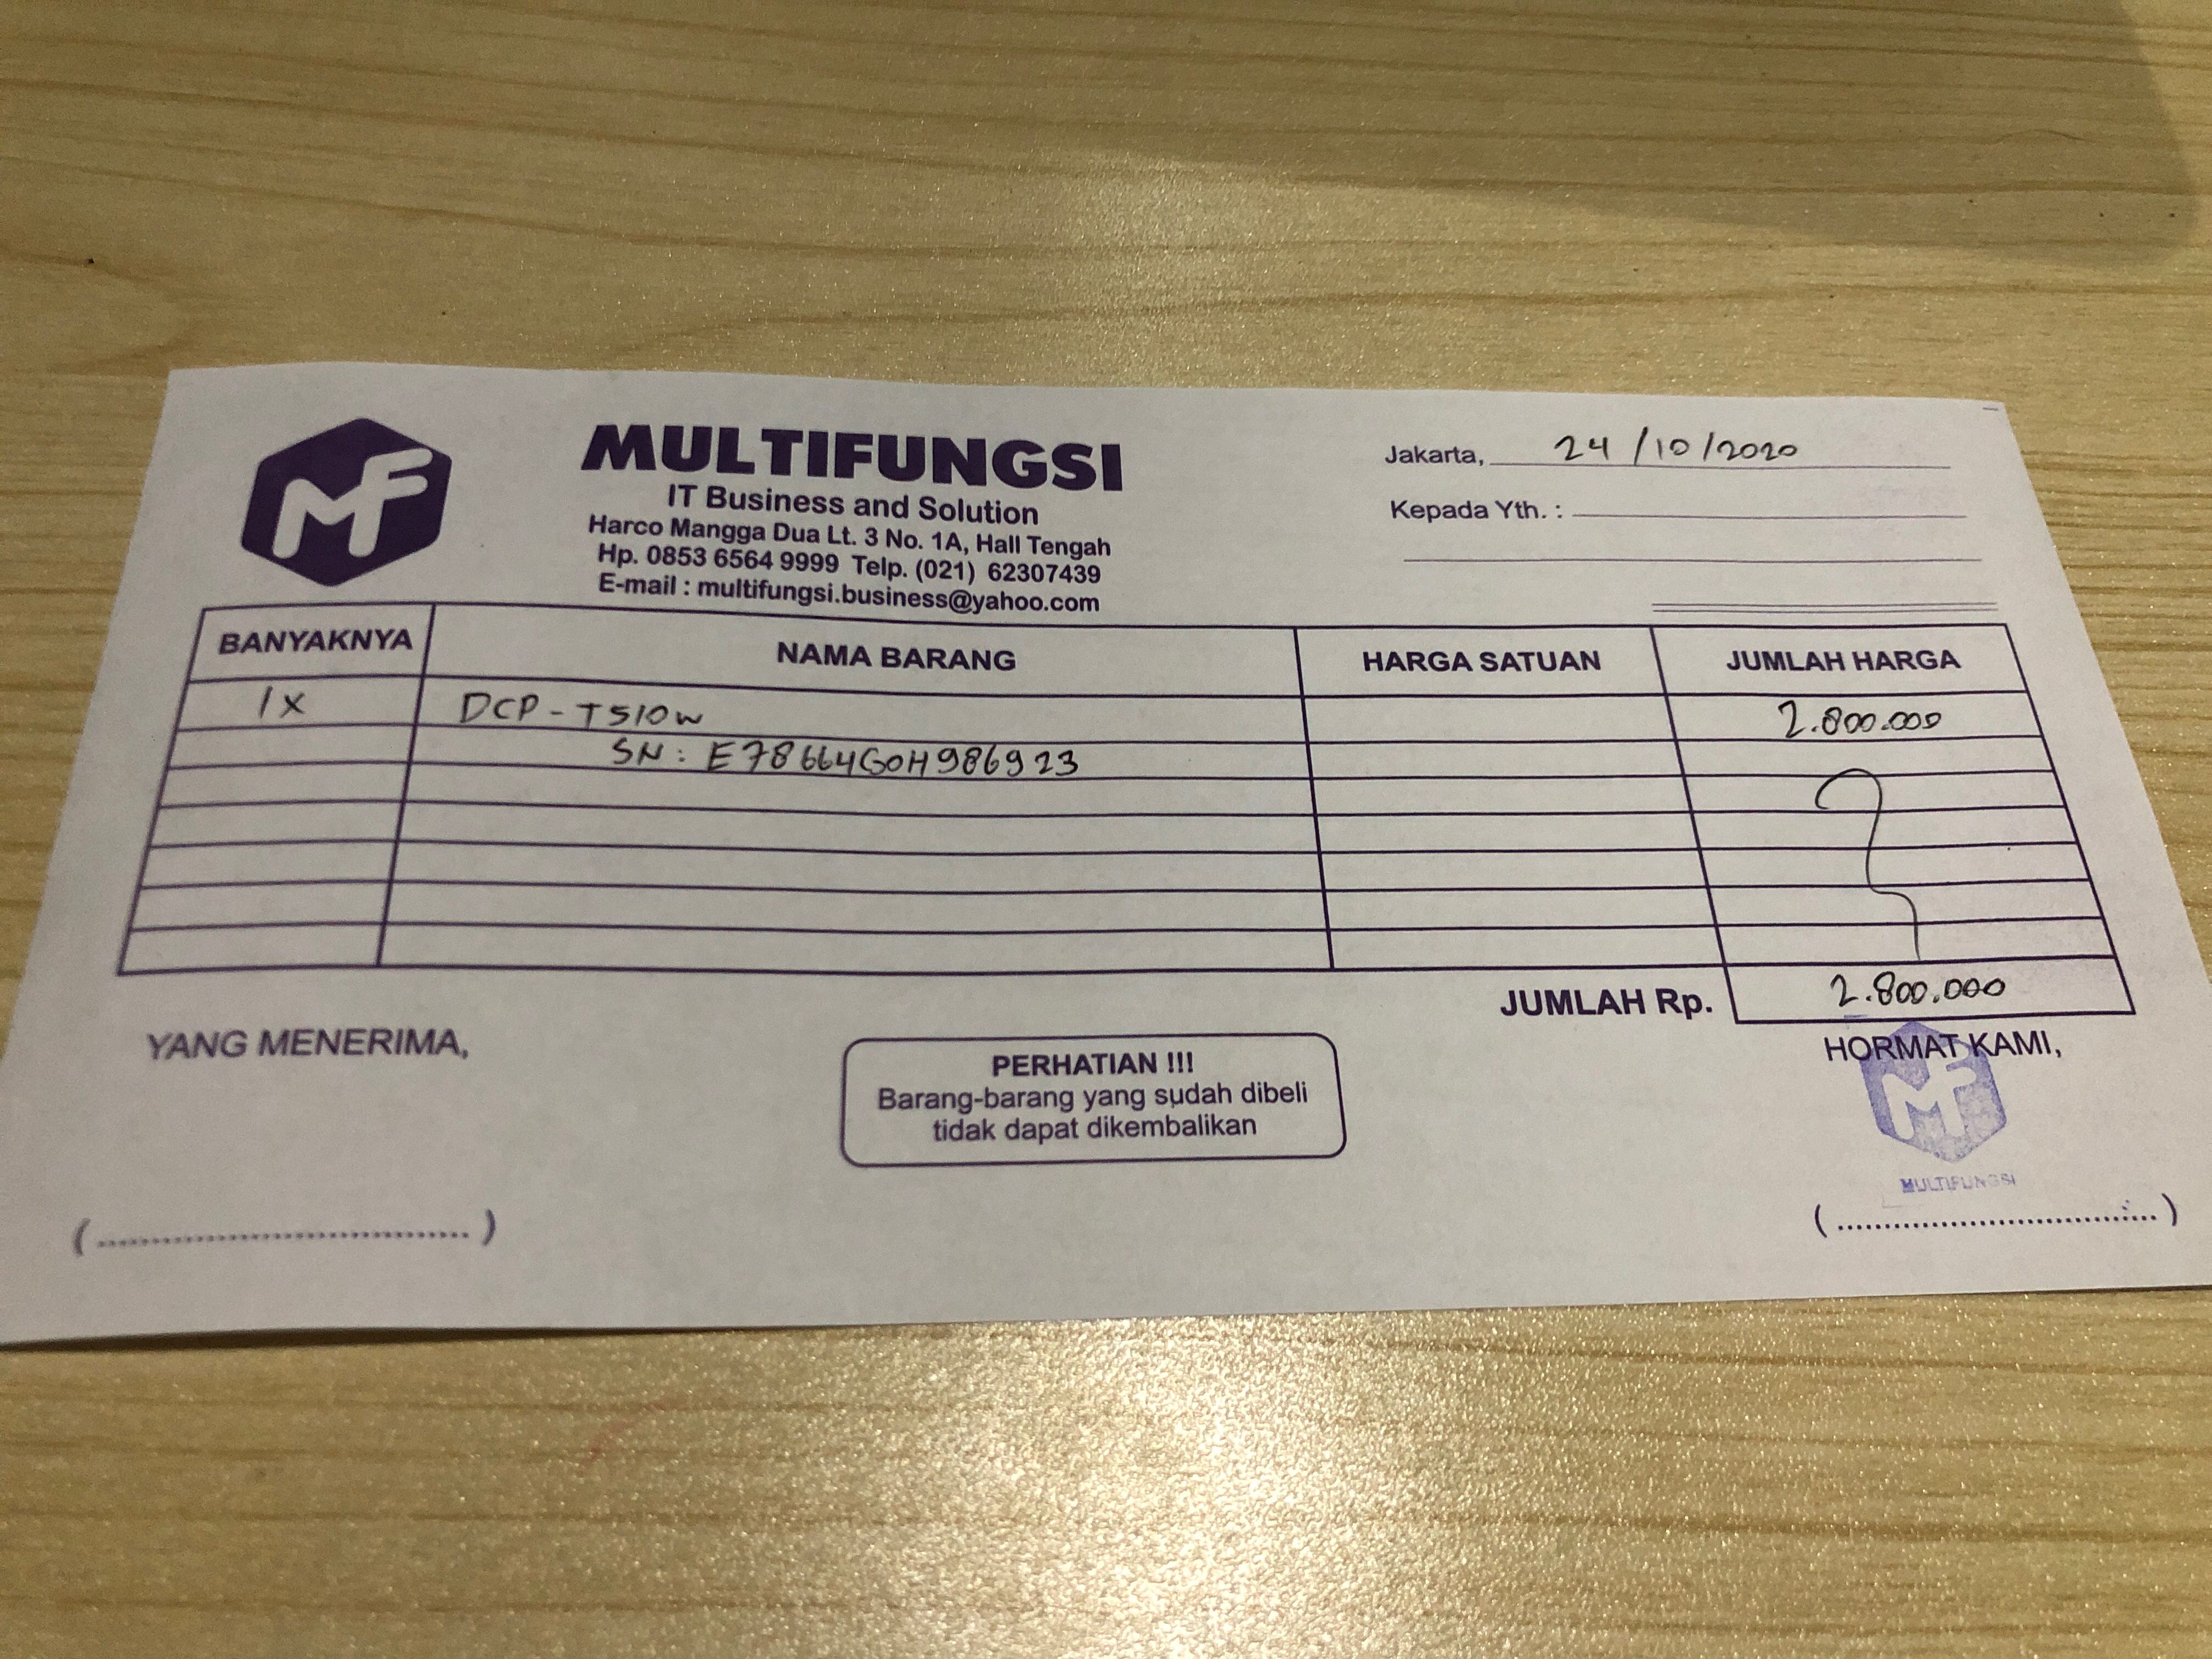 MF
MULTIFUNGSI
IT Business and Solution
Harco Mangga Dua Lt. 3 No. 1A, Hall Tengah
Hp. 0853 6564 9999 Telp. (021) 62307439
E-mail : multifungsi.business@yahoo.com
Jakarta, 24/10/2020
Kepada Yth. :
BANYAKNYA NAMA BARANG HARGA SATUAN JUMLAH HARGA
1x DCP-T510W 2.800.000
SN: E78664G0H986923
JUMLAH Rp. 2.800.000
YANG MENERIMA,
PERHATIAN !!!
Barang-barang yang sudah dibeli
tidak dapat dikembalikan
HORMAT KAMI,
MF
MULTIFUNGSI
(....................................)
(....................................)